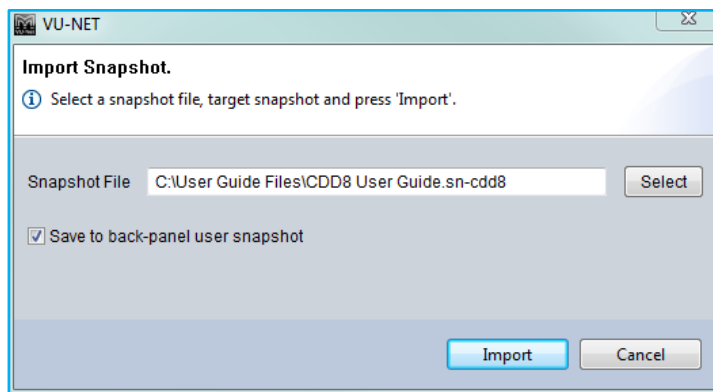 VU-NET
Import Snapshot.
Select a snapshot file, target snapshot and press 'Import'.
Snapshot File C:\User Guide Files\CDD8 User Guide.sn-cdd8 Select
Save to back-panel user snapshot
Import Cancel